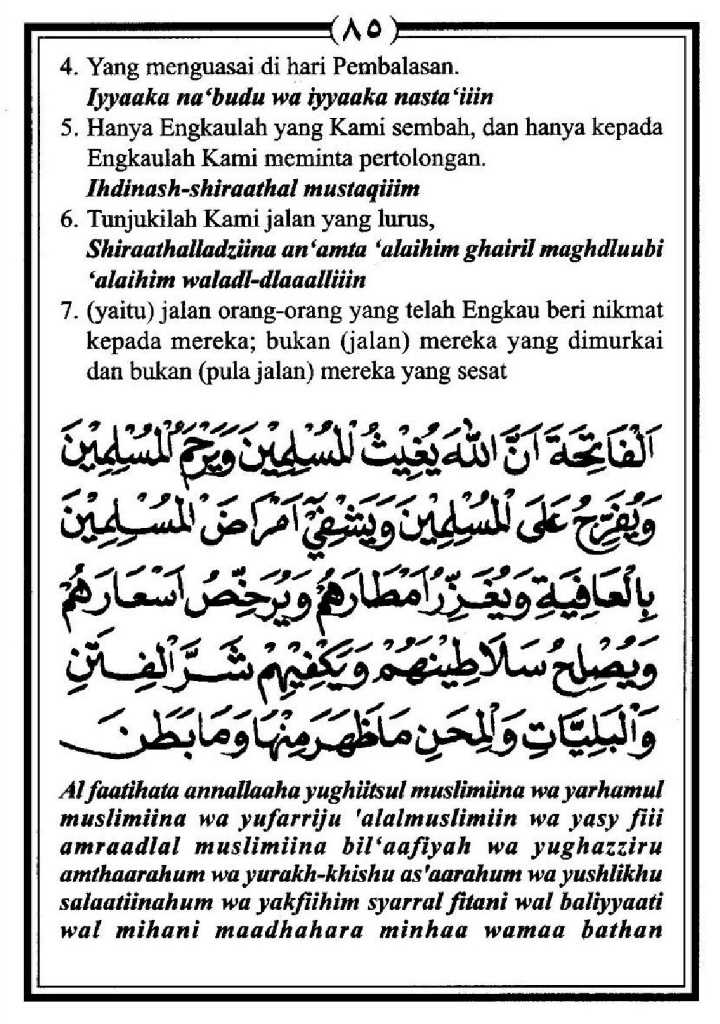 (٨٥)
4. Yang menguasai di hari Pembalasan.
Iyyaaka na‘budu wa iyyaaka nasta‘iiin
5. Hanya Engkaulah yang Kami sembah, dan hanya kepada
Engkaulah Kami meminta pertolongan.
Ihdinash-shiraathal mustaqiiim
6. Tunjukilah Kami jalan yang lurus,
Shiraathalladziina an‘amta ‘alaihim ghairil maghdluubi
‘alaihim waladl-dlaaalliiin
7. (yaitu) jalan orang-orang yang telah Engkau beri nikmat
kepada mereka; bukan (jalan) mereka yang dimurkai
dan bukan (pula jalan) mereka yang sesat
اَلْفَاتِحَةَ اَنَّ اللهَ يُغِيْثُ الْمُسْلِمِيْنَ وَيَرْحَمُ الْمُسْلِمِيْنَ
وَيُفَرِّجُ عَلَى الْمُسْلِمِيْنَ وَيَشْفِيْ اَمْرَاضَ الْمُسْلِمِيْنَ
بِالْعَافِيَةِ وَيُغَزِّرُ اَمْطَارَهُمْ وَيُرَخِّصُ اَسْعَارَهُمْ
وَيُصْلِحُ سَلَاطِيْنَهُمْ وَيَكْفِيْهِمْ شَرَّ الْفِتَنِ
وَالْبَلِيَّاتِ وَالْمِحَنِ مَاظَهَرَ مِنْهَا وَمَا بَطَنَ
Al faatihata annallaaha yughiitsul muslimiina wa yarhamul
muslimiina wa yufarriju 'alalmuslimiin wa yasy fiii
amraadlal muslimiina bil‘aafiyah wa yughazziru
amthaarahum wa yurakh-khishu as'aarahum wa yushlikhu
salaatiinahum wa yakfiihim syarral fitani wal baliyyaati
wal mihani maadhahara minhaa wamaa bathan